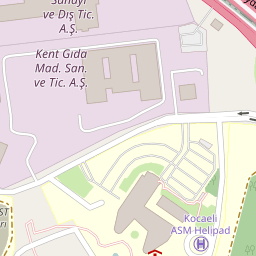 Sanayi
ve Dış Tic.
A.Ş.
Kent Gıda
Mad. San.
ve Tic. A.Ş.
Kocaeli
ASM Helipad
H